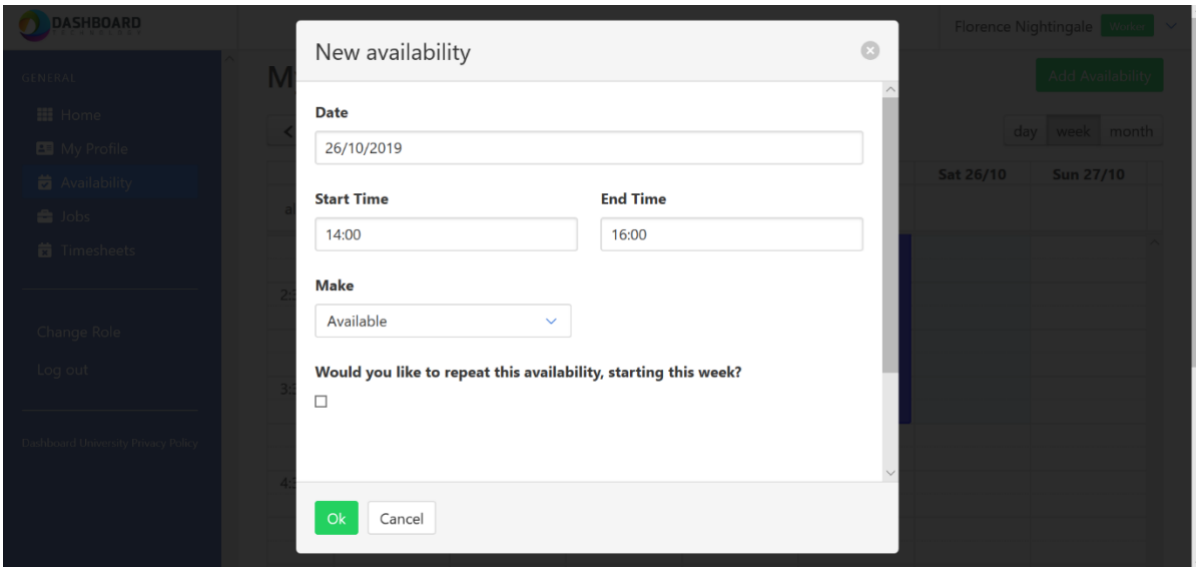 DASHBOARD
TECHNOLOGY
Florence Nightingale Worker
GENERAL
Home
My Profile
Availability
Jobs
Timesheets
Change Role
Log out
Dashboard University Privacy Policy
Add Availability
day week month
Sat 26/10 Sun 27/10
New availability
Date
26/10/2019
Start Time End Time
14:00 16:00
Make
Available
Would you like to repeat this availability, starting this week?
Ok Cancel